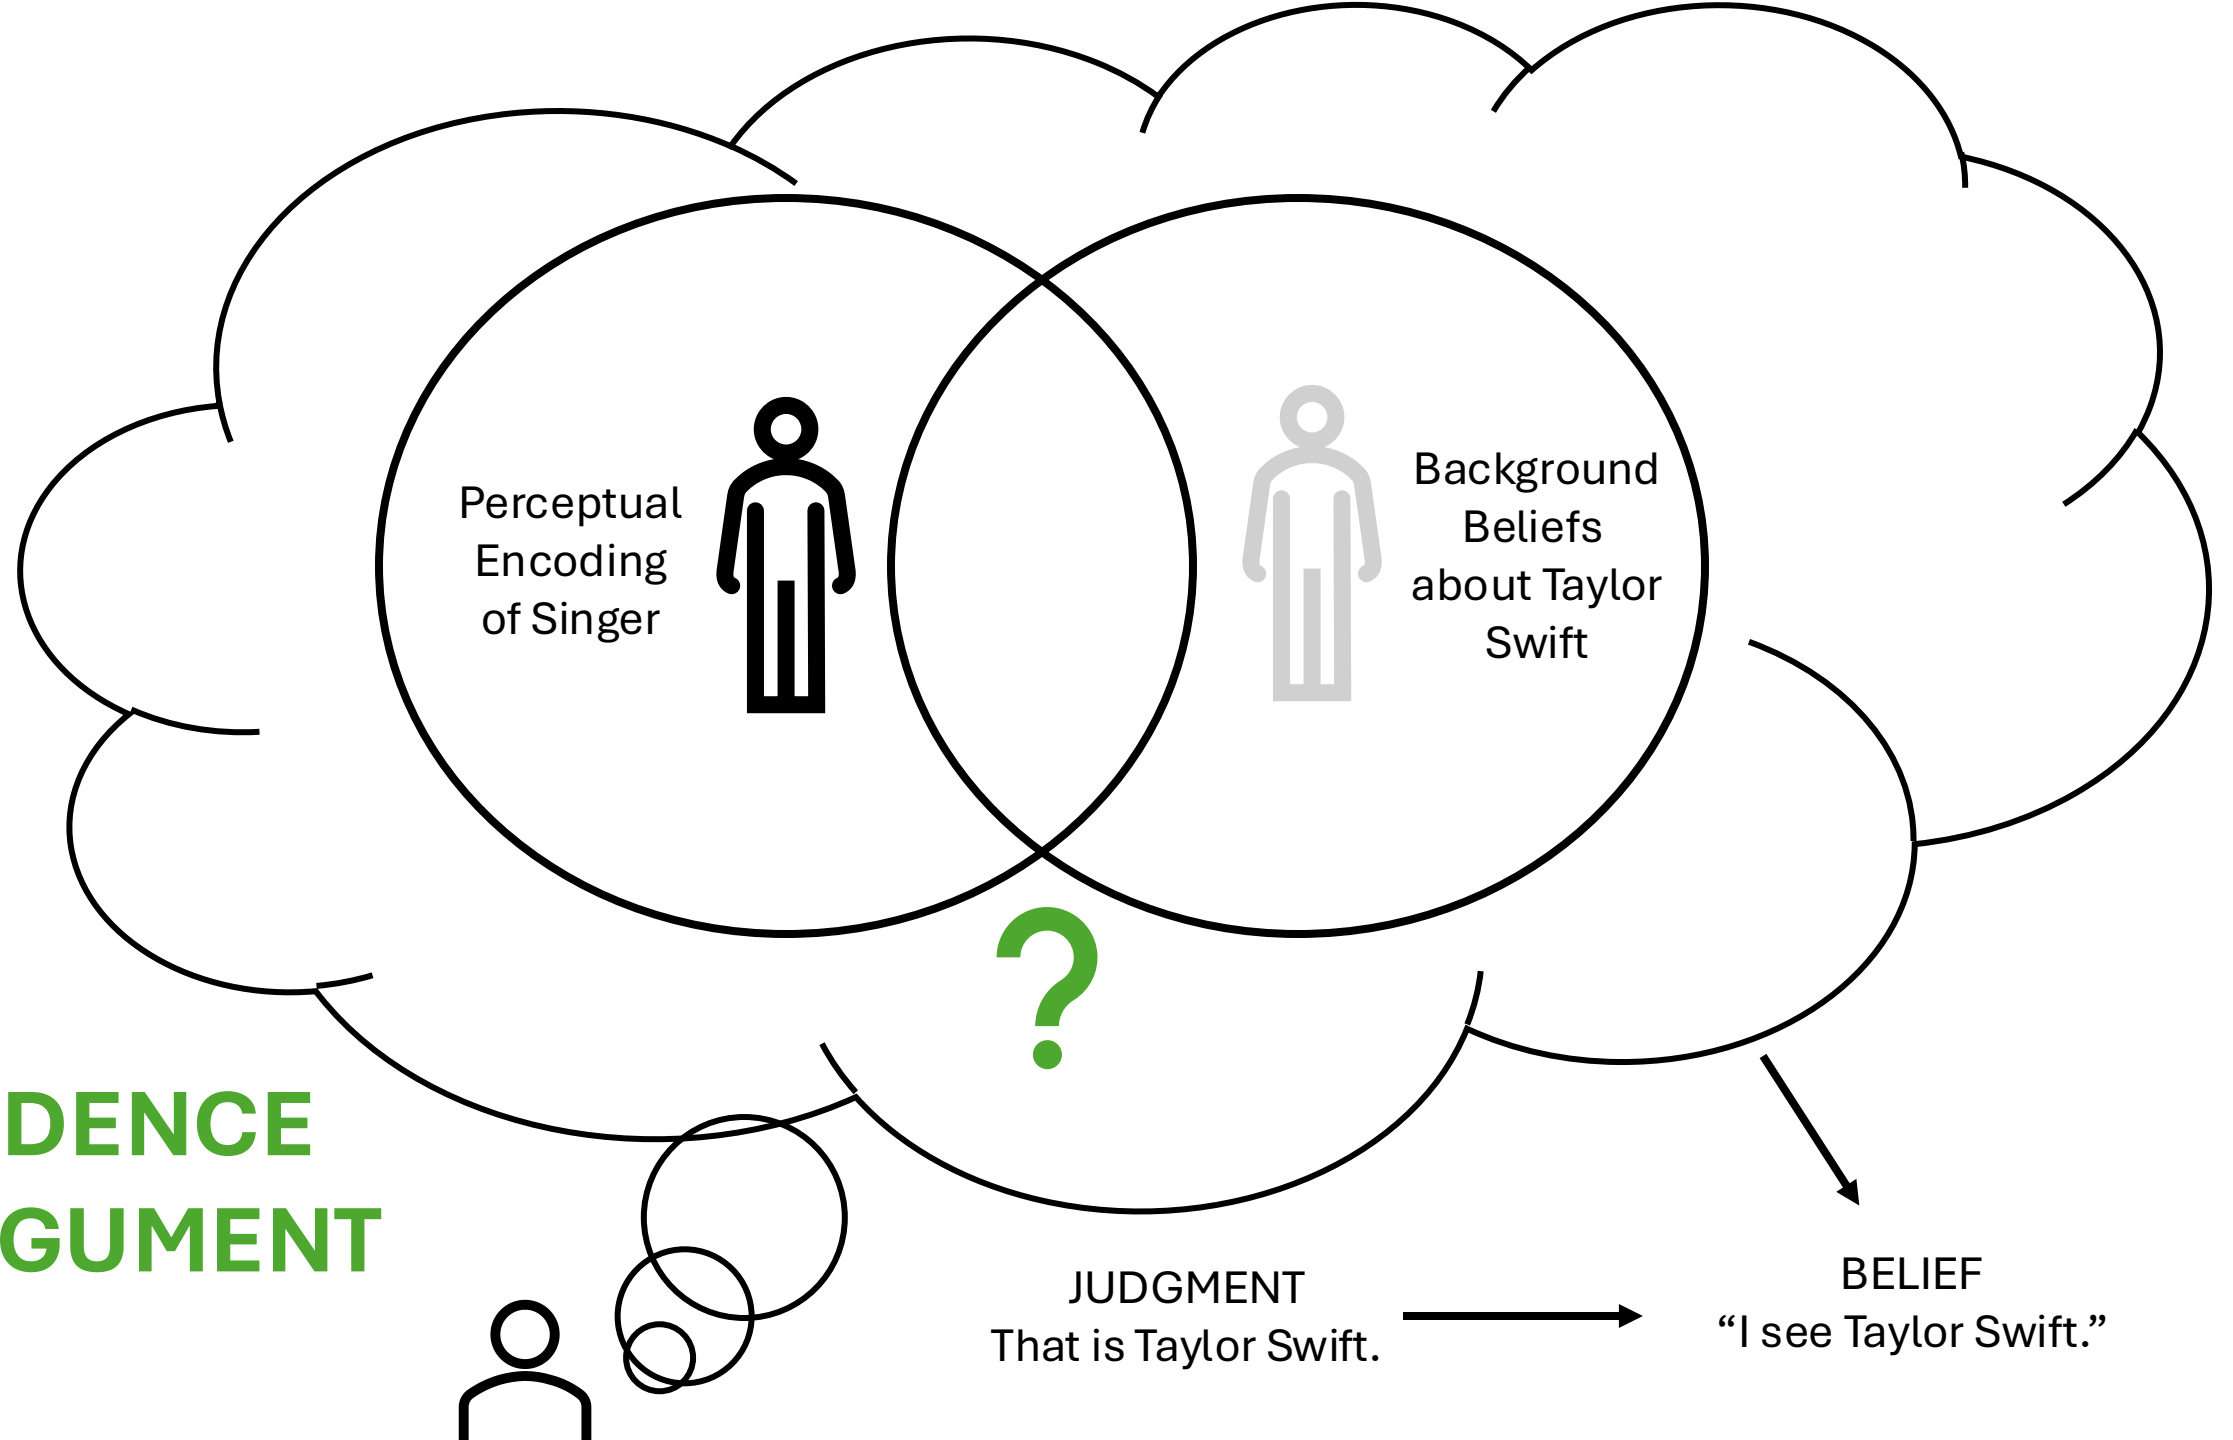 Perceptual
Encoding
of Singer
Background
Beliefs
about Taylor
Swift
?
DENCE
GUMENT
JUDGMENT
That is Taylor Swift.
BELIEF
“I see Taylor Swift.”